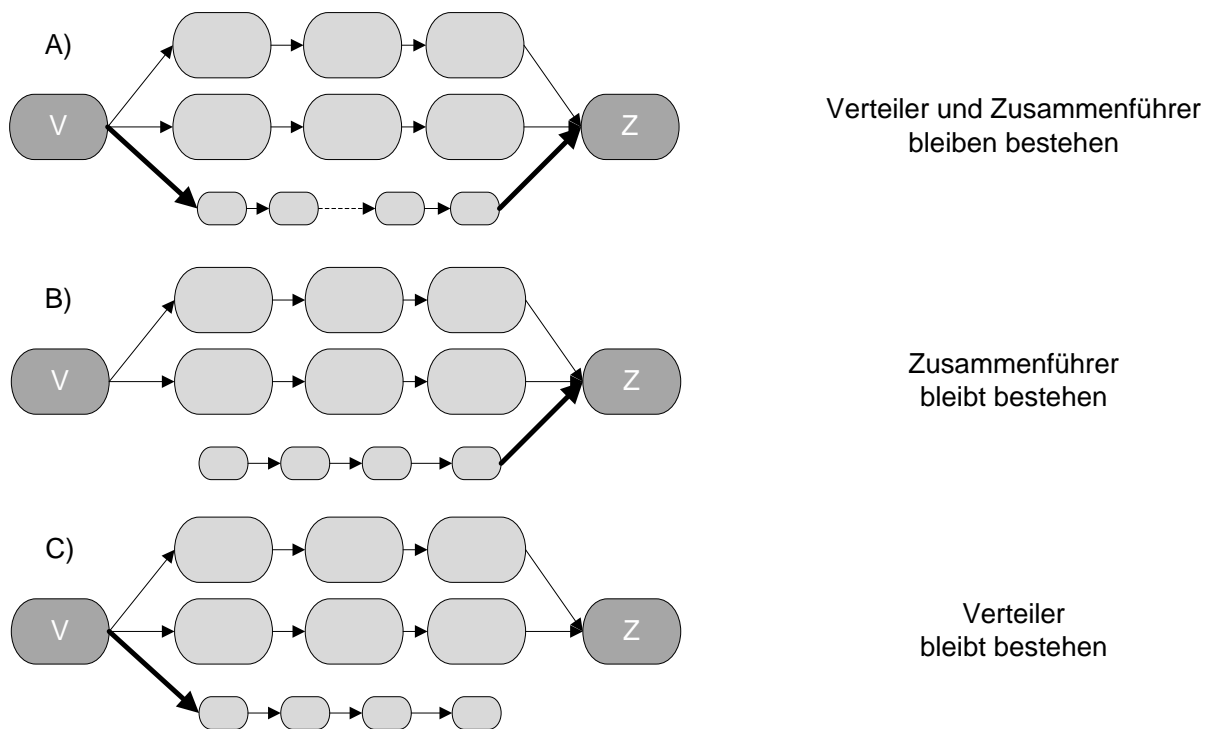 A)
V
Z
Verteiler und Zusammenführer
bleiben bestehen
B)
V
Z
Zusammenführer
bleibt bestehen
C)
V
Z
Verteiler
bleibt bestehen